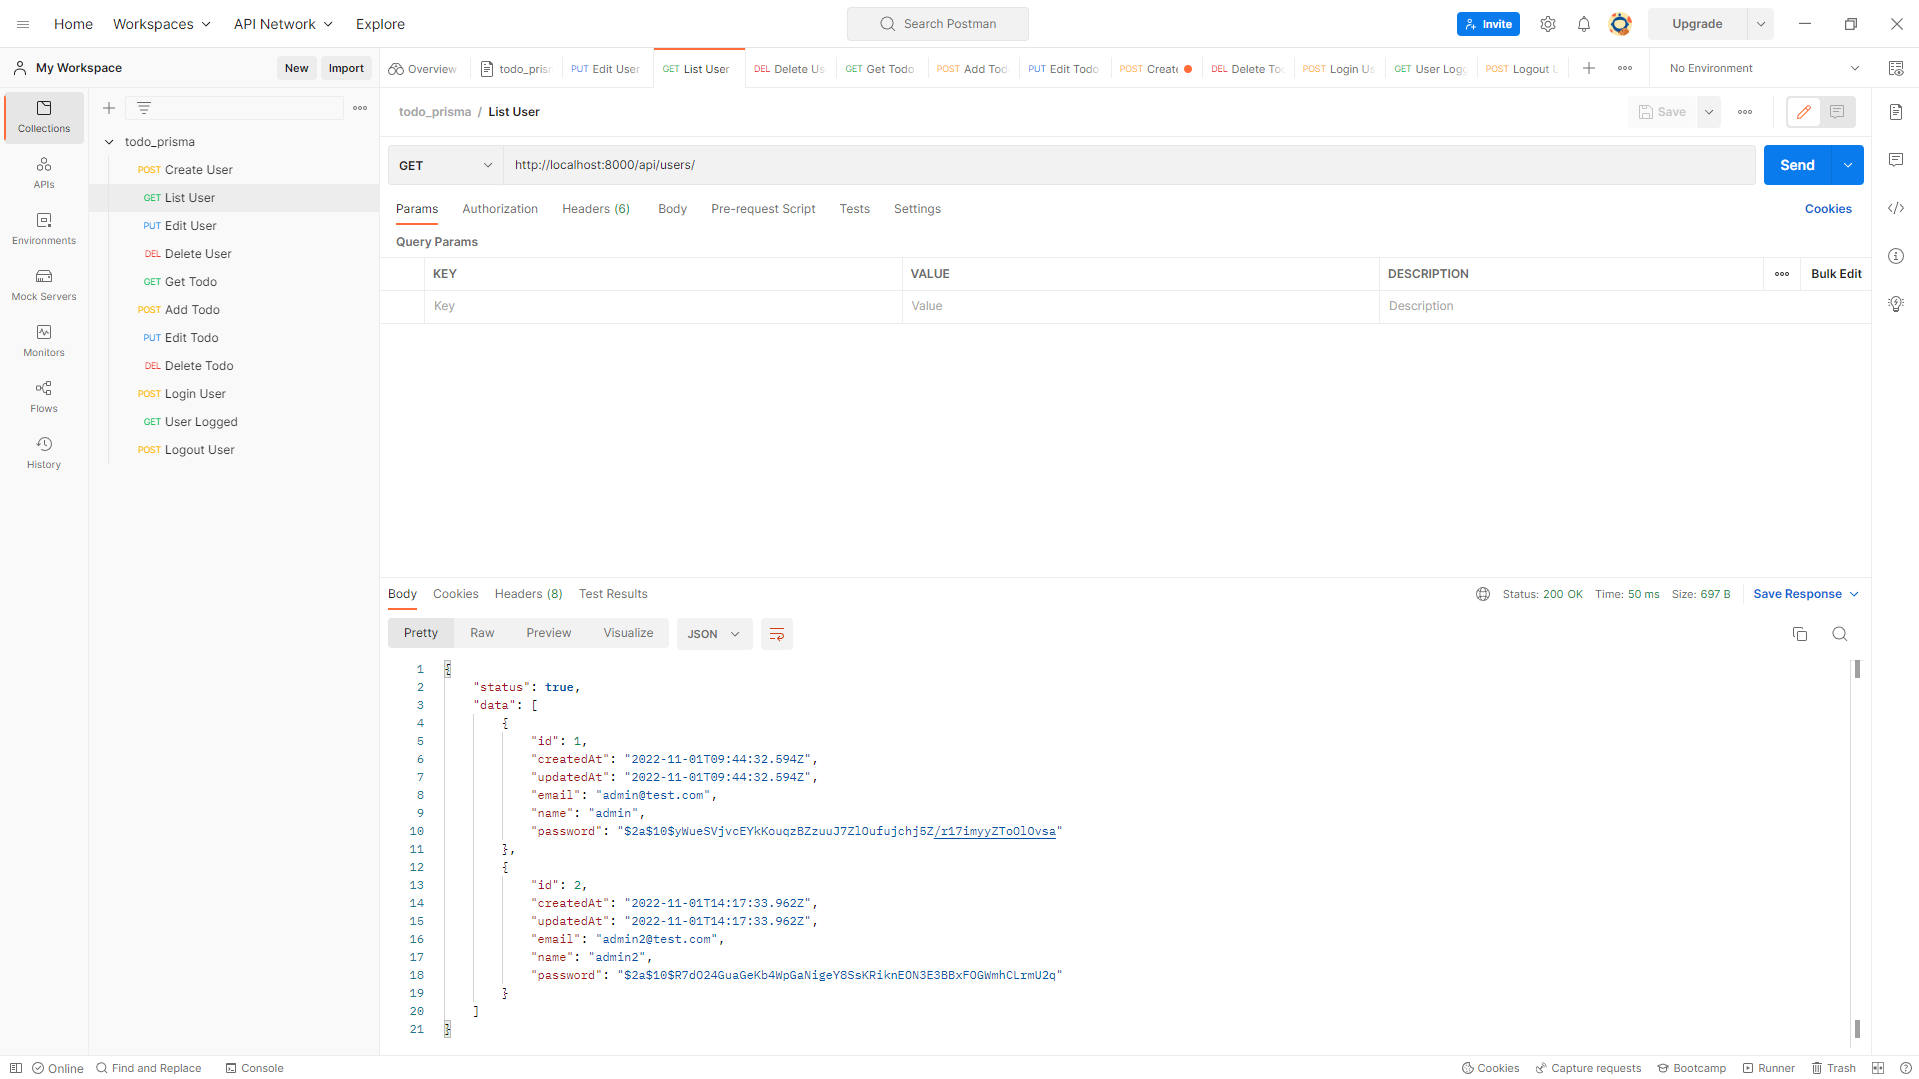 Home Workspaces API Network Explore Search Postman Invite Upgrade
My Workspace New Import
Overview todo_prism PUT Edit User GET List User DEL Delete Us GET Get Todo POST Add Tod PUT Edit Todo POST Create DEL Delete To POST Login Us GET User Logg POST Logout U No Environment
Collections
APIs
Environments
Mock Servers
Monitors
Flows
History
todo_prisma
POST Create User
GET List User
PUT Edit User
DEL Delete User
GET Get Todo
POST Add Todo
PUT Edit Todo
DEL Delete Todo
POST Login User
GET User Logged
POST Logout User
todo_prisma / List User Save
GET http://localhost:8000/api/users/ Send
Params Authorization Headers (6) Body Pre-request Script Tests Settings Cookies
Query Params
KEY VALUE DESCRIPTION Bulk Edit
Key Value Description
Body Cookies Headers (8) Test Results Status: 200 OK Time: 50 ms Size: 697 B Save Response
Pretty Raw Preview Visualize JSON
1 {
2 "status": true,
3 "data": [
4 {
5 "id": 1,
6 "createdAt": "2022-11-01T09:44:32.594Z",
7 "updatedAt": "2022-11-01T09:44:32.594Z",
8 "email": "admin@test.com",
9 "name": "admin",
10 "password": "$2a$10$yWueSVjvcEYkKouqzBZzuuJ7ZlOufujchj5Z/r17imyyZToOlOvsa"
11 },
12 {
13 "id": 2,
14 "createdAt": "2022-11-01T14:17:33.962Z",
15 "updatedAt": "2022-11-01T14:17:33.962Z",
16 "email": "admin2@test.com",
17 "name": "admin2",
18 "password": "$2a$10$R7dO24GuaGeKb4WpGaNigeY8SsKRiknEON3E3BBxFOGWmhCLrmU2q"
19 }
20 ]
21 }
Online Find and Replace Console Cookies Capture requests Bootcamp Runner Trash